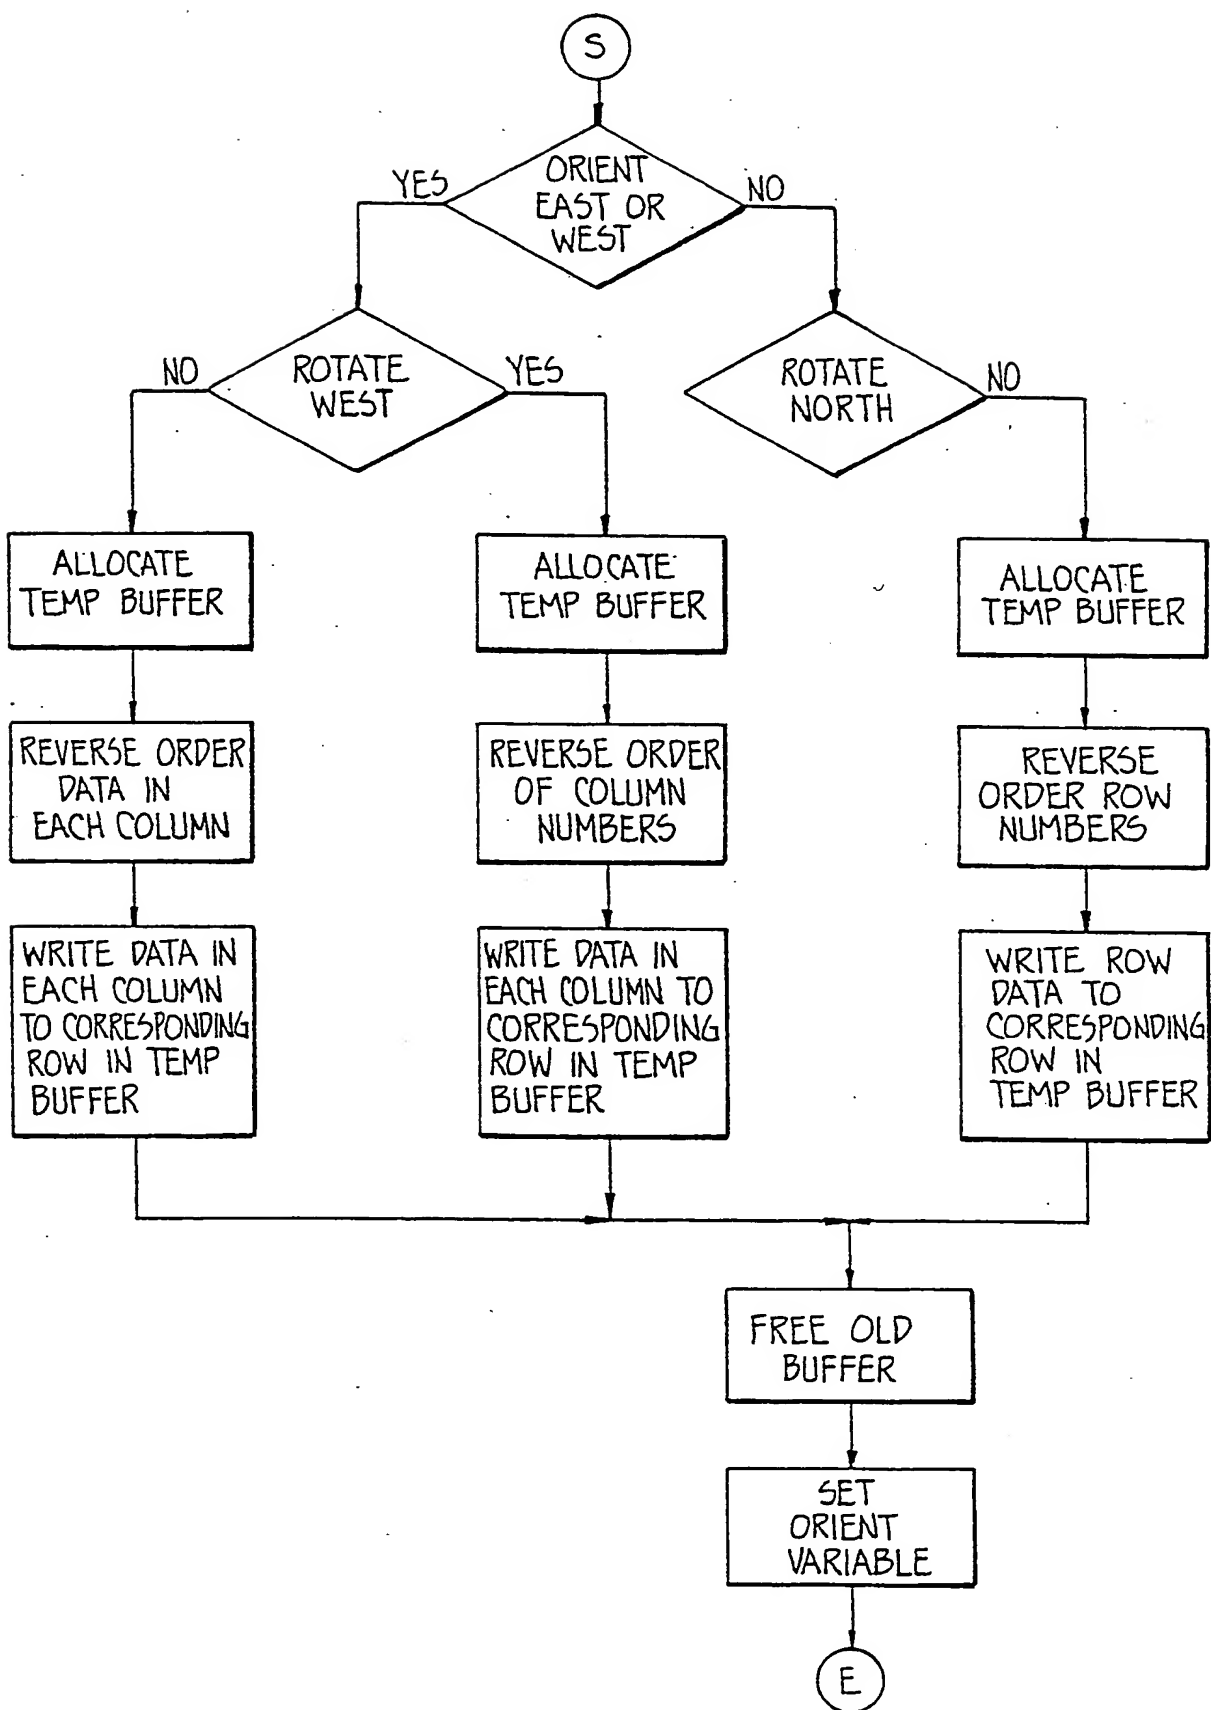 S
ORIENT
EAST OR
WEST
YES
NO
ROTATE
WEST
NO
YES
ROTATE
NORTH
NO
ALLOCATE
TEMP BUFFER
ALLOCATE
TEMP BUFFER
ALLOCATE
TEMP BUFFER
REVERSE ORDER
DATA IN
EACH COLUMN
REVERSE ORDER
OF COLUMN
NUMBERS
REVERSE
ORDER ROW
NUMBERS
WRITE DATA IN
EACH COLUMN
TO CORRESPONDING
ROW IN TEMP
BUFFER
WRITE DATA IN
EACH COLUMN TO
CORRESPONDING
ROW IN TEMP
BUFFER
WRITE ROW
DATA TO
CORRESPONDING
ROW IN
TEMP BUFFER
FREE OLD
BUFFER
SET
ORIENT
VARIABLE
E